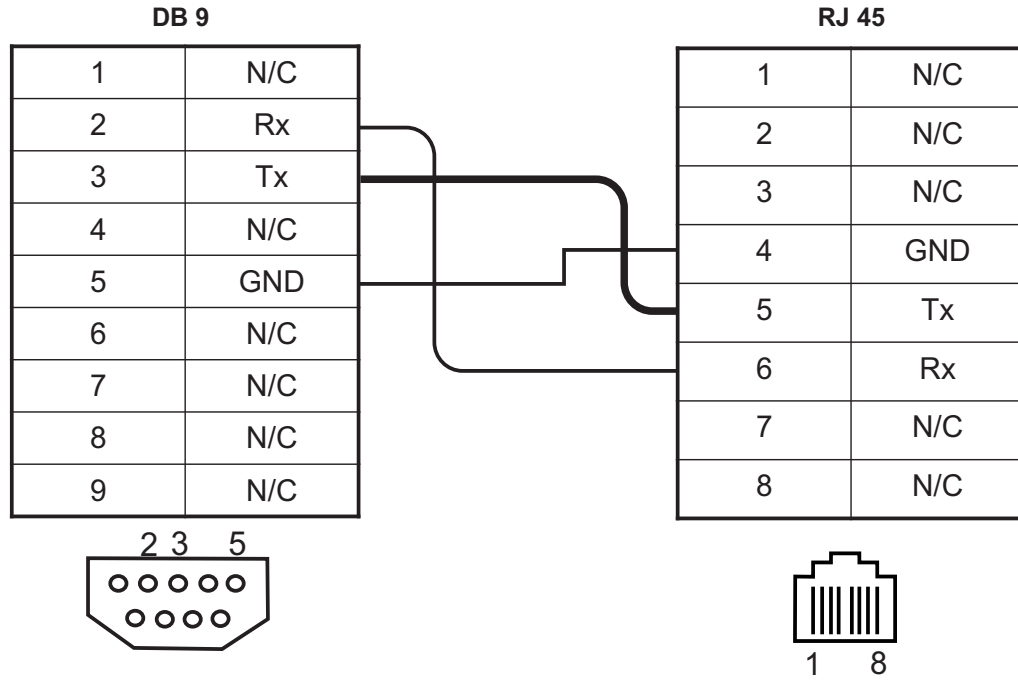 DB 9
1 N/C
2 Rx
3 Tx
4 N/C
5 GND
6 N/C
7 N/C
8 N/C
9 N/C
2 3 5
RJ 45
1 N/C
2 N/C
3 N/C
4 GND
5 Tx
6 Rx
7 N/C
8 N/C
1 8